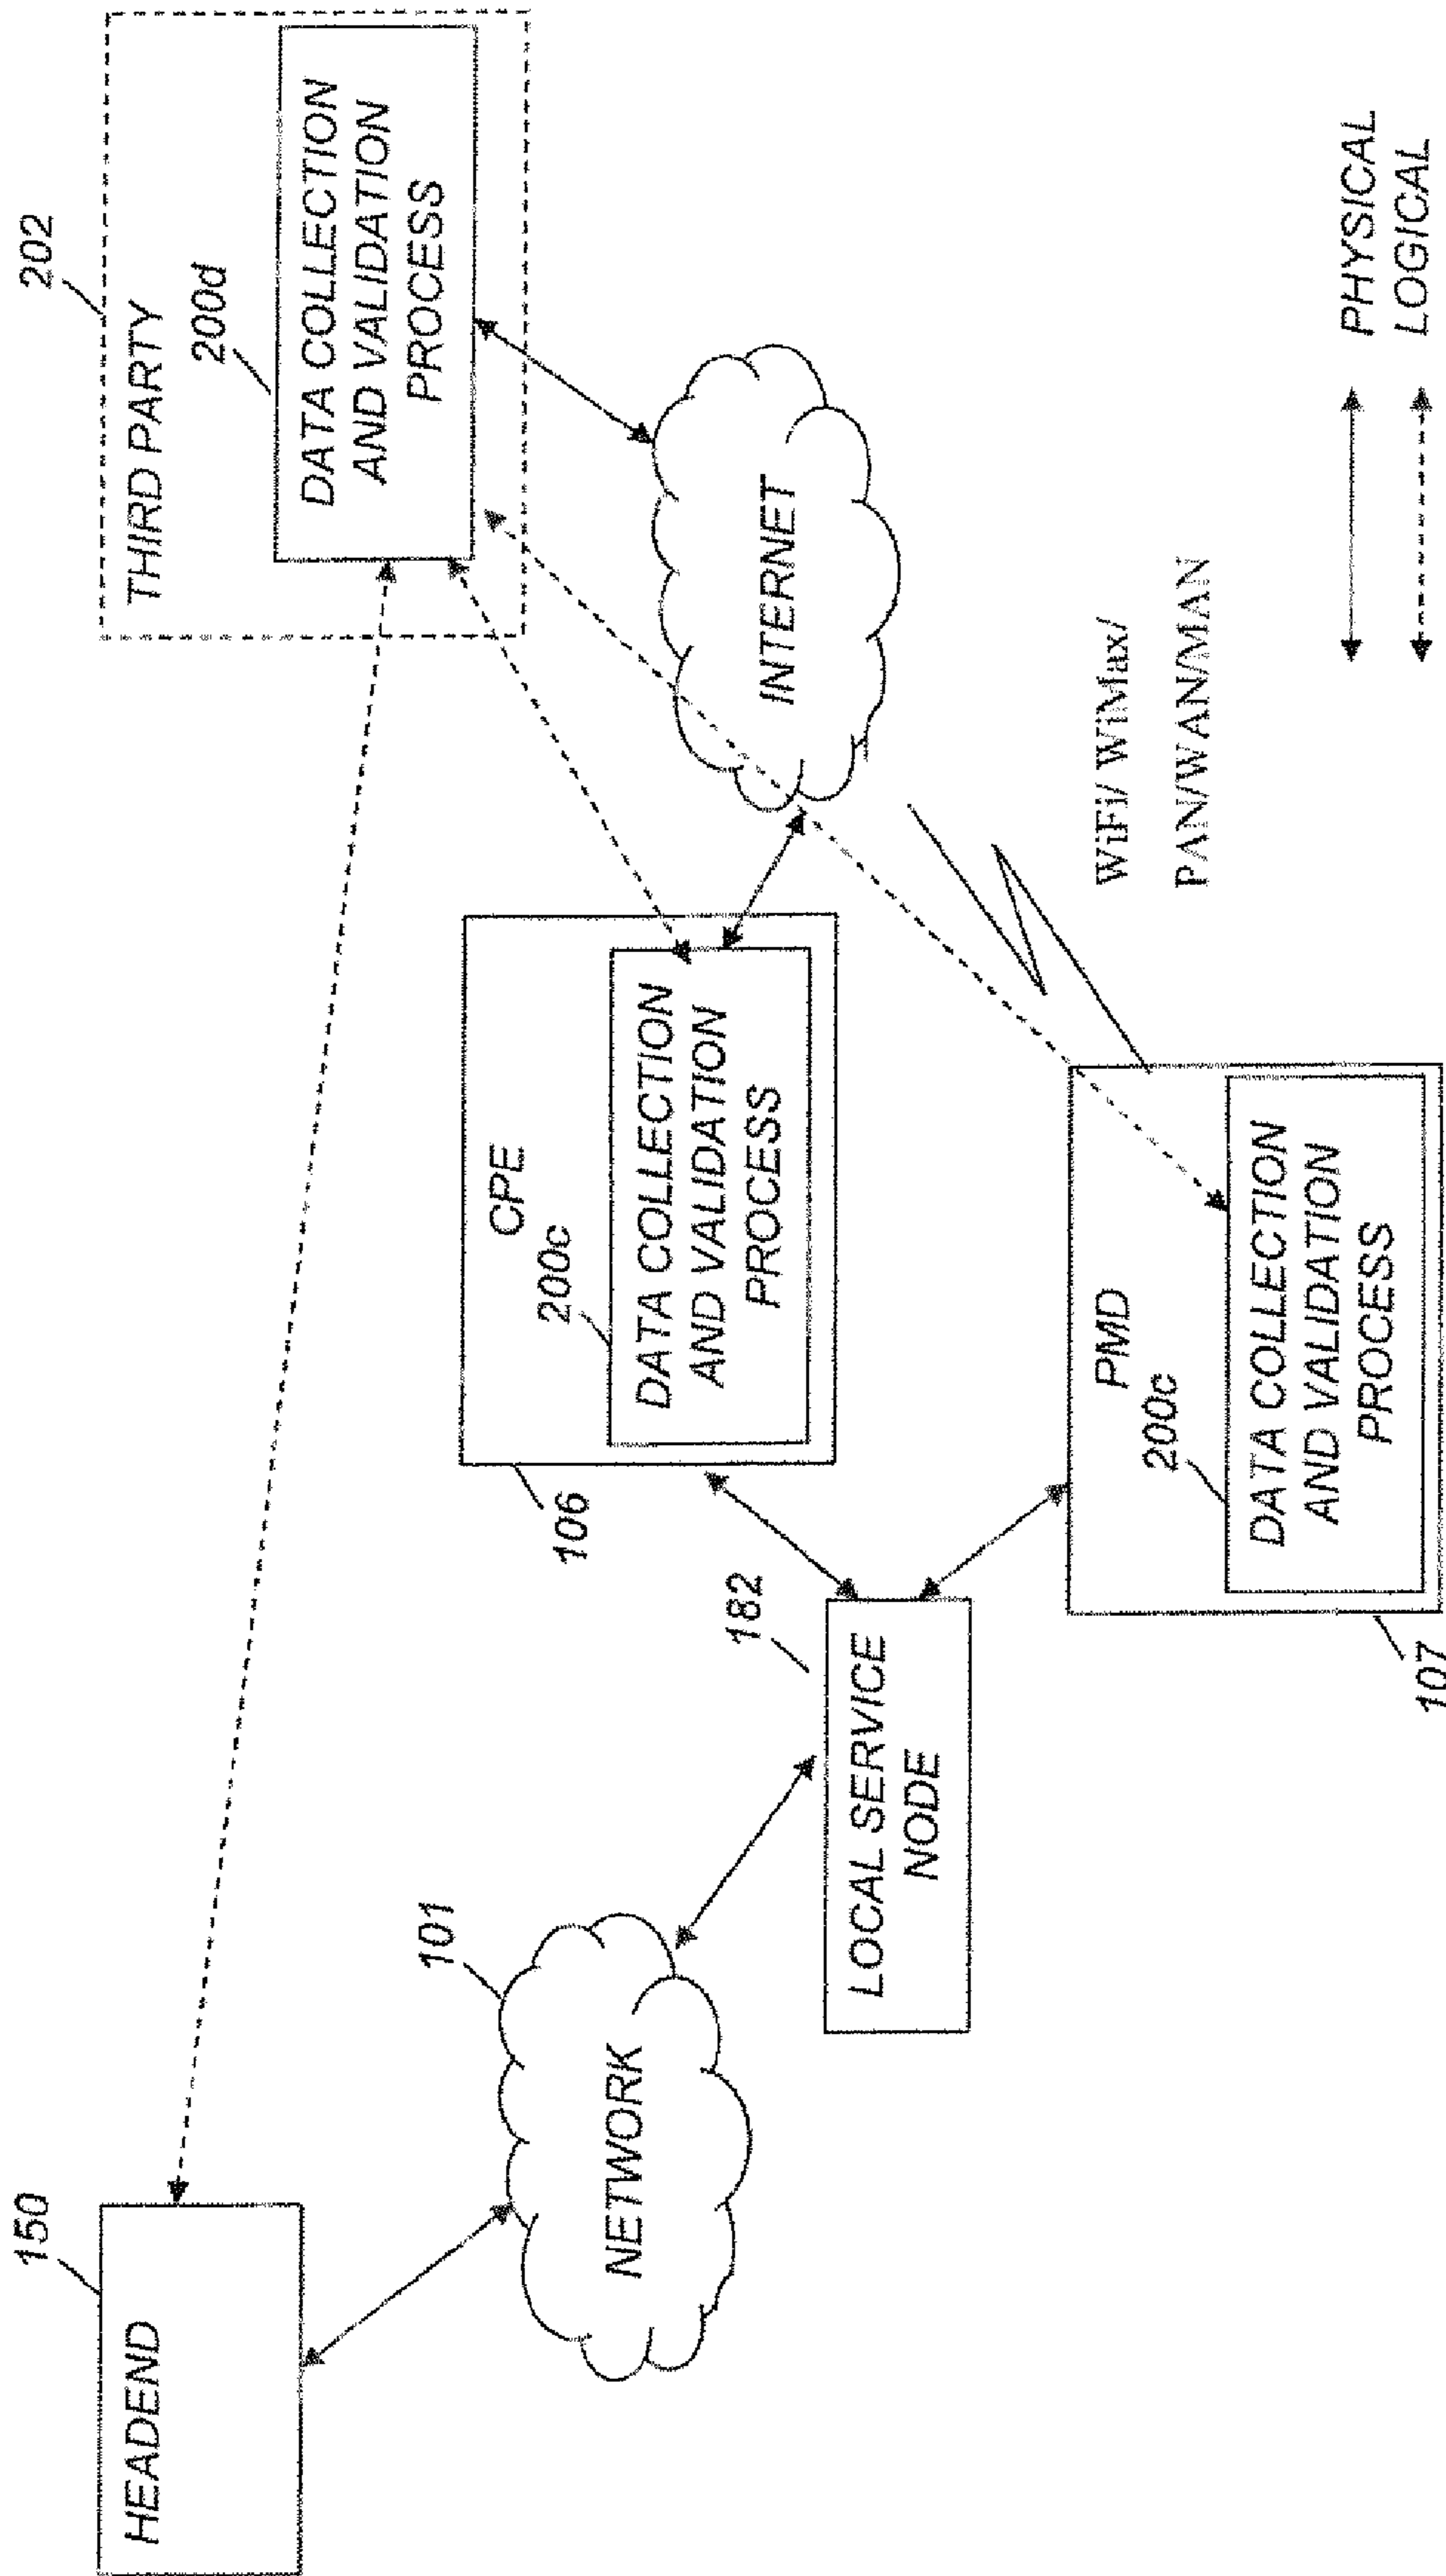 202
THIRD PARTY
200d
DATA COLLECTION
AND VALIDATION
PROCESS
150
HEADEND
101
NETWORK
182
LOCAL SERVICE
NODE
106
CPE
200c
DATA COLLECTION
AND VALIDATION
PROCESS
INTERNET
WiFi/ WiMax/
PAN/WAN/MAN
107
PMD
200c
DATA COLLECTION
AND VALIDATION
PROCESS
PHYSICAL
LOGICAL